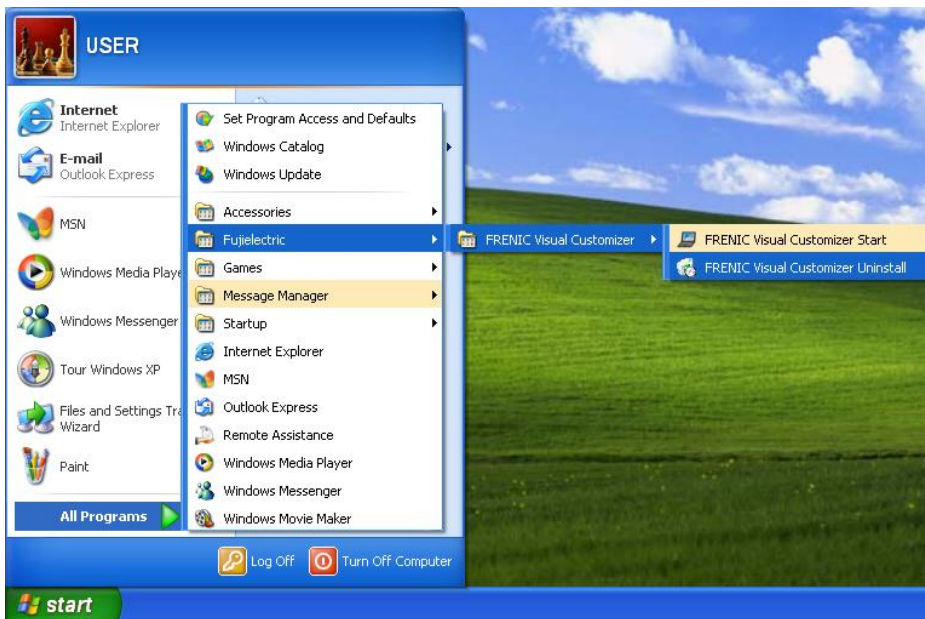 USER
Internet
Internet Explorer
E-mail
Outlook Express
MSN
Windows Media Playe
Windows Messenger
Tour Windows XP
Files and Settings Tra
Wizard
Paint
All Programs
Set Program Access and Defaults
Windows Catalog
Windows Update
Accessories
Fujielectric
Games
Message Manager
Startup
Internet Explorer
MSN
Outlook Express
Remote Assistance
Windows Media Player
Windows Messenger
Windows Movie Maker
FRENIC Visual Customizer
FRENIC Visual Customizer Start
FRENIC Visual Customizer Uninstall
Log Off
Turn Off Computer
start